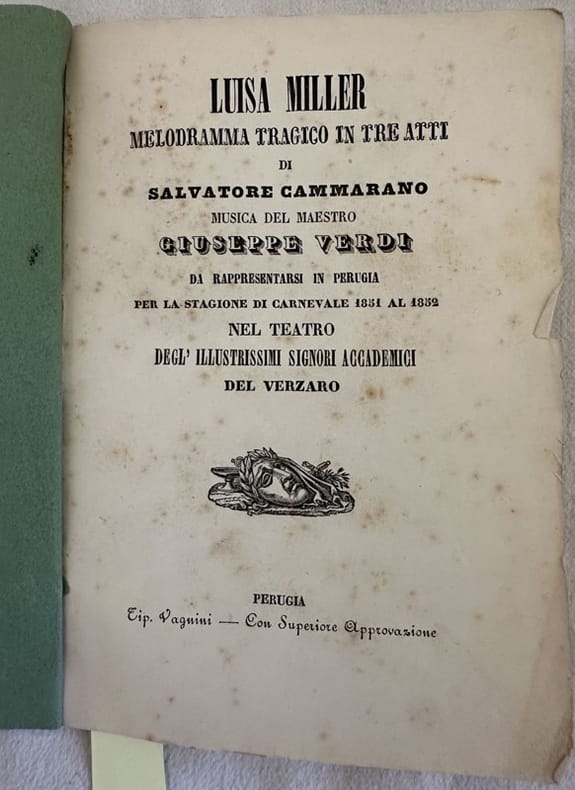 LUISA MILLER
MELODRAMMA TRAGICO IN TRE ATTI
DI
SALVATORE CAMMARANO
MUSICA DEL MAESTRO
GIUSEPPE VERDI
DA RAPPRESENTARSI IN PERUGIA
PER LA STAGIONE DI CARNEVALE 1851 AL 1852
NEL TEATRO
DEGL' ILLUSTRISSIMI SIGNORI ACCADEMICI
DEL VERZARO
PERUGIA
Tip. Vagnini — Con Superiore Approvazione